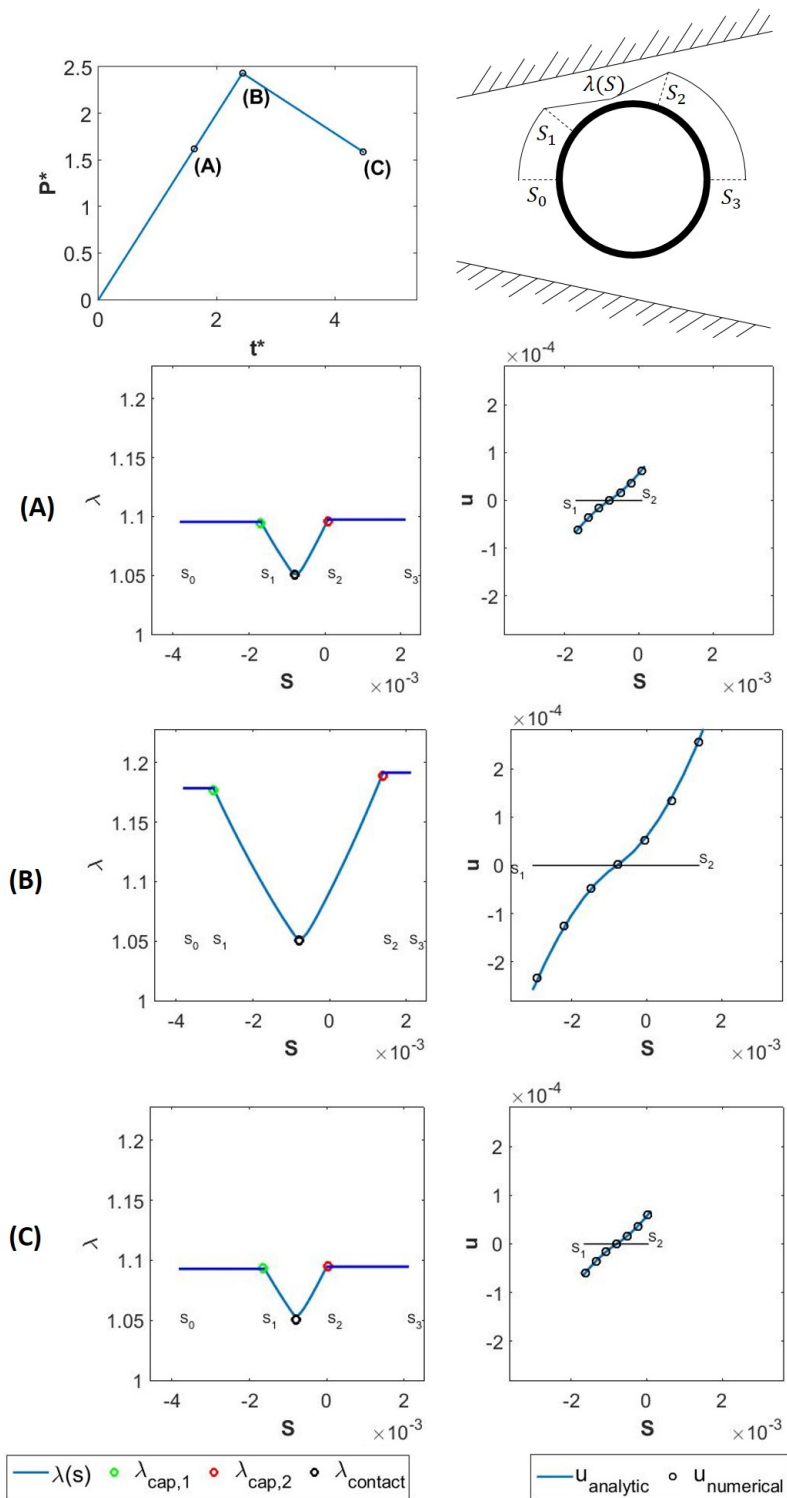 2.5
2
1.5
1
0.5
0
P*
(A)
(B)
(C)
0
2
4
t*
λ(S)
S₀
S₁
S₂
S₃
(A)
1.2
1.15
1.1
1.05
1
λ
S₀
S₁
S₂
S₃
-4
-2
0
2
S
×10⁻³
×10⁻⁴
2
1
0
-1
-2
u
S₁
S₂
-2
0
2
S
×10⁻³
(B)
1.2
1.15
1.1
1.05
1
λ
S₀
S₁
S₂
S₃
-4
-2
0
2
S
×10⁻³
×10⁻⁴
2
1
0
-1
-2
u
S₁
S₂
-2
0
2
S
×10⁻³
(C)
1.2
1.15
1.1
1.05
1
λ
S₀
S₁
S₂
S₃
-4
-2
0
2
S
×10⁻³
×10⁻⁴
2
1
0
-1
-2
u
S₁
S₂
-2
0
2
S
×10⁻³
λ(s) λcap,1 λcap,2 λcontact
uanalytic unumerical